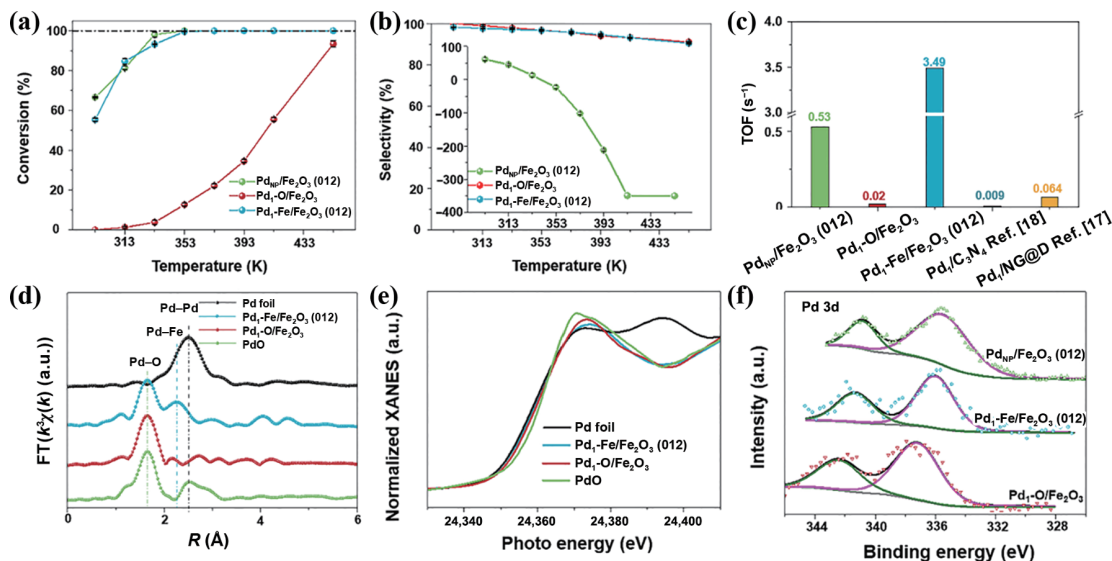 (a)
100
80
60
40
20
0
Conversion (%)
Pd_NP/Fe₂O₃ (012)
Pd₁-O/Fe₂O₃
Pd₁-Fe/Fe₂O₃ (012)
313 353 393 433
Temperature (K)
(b)
100
80
60
40
20
0
Selectivity (%)
100
0
−100
−200
−300
−400
Pd_NP/Fe₂O₃ (012)
Pd₁-O/Fe₂O₃
Pd₁-Fe/Fe₂O₃ (012)
313 353 393 433
313 353 393 433
Temperature (K)
(c)
4.0
3.5
3.0
0.5
0
TOF (s⁻¹)
0.53
0.02
3.49
0.009
0.064
Pd_NP/Fe₂O₃ (012)
Pd₁-O/Fe₂O₃
Pd₁-Fe/Fe₂O₃ (012)
Pd₁/C₃N₄ Ref. [18]
Pd₁/NG@D Ref. [17]
(d)
FT(k³χ(k) (a.u.))
Pd–Pd
Pd–Fe
Pd–O
Pd foil
Pd₁-Fe/Fe₂O₃ (012)
Pd₁-O/Fe₂O₃
PdO
0 2 4 6
R (Å)
(e)
Normalized XANES (a.u.)
Pd foil
Pd₁-Fe/Fe₂O₃ (012)
Pd₁-O/Fe₂O₃
PdO
24,340 24,360 24,380 24,400
Photo energy (eV)
(f)
Pd 3d
Intensity (a.u.)
Pd_NP/Fe₂O₃ (012)
Pd₁-Fe/Fe₂O₃ (012)
Pd₁-O/Fe₂O₃
344 340 336 332 328
Binding energy (eV)